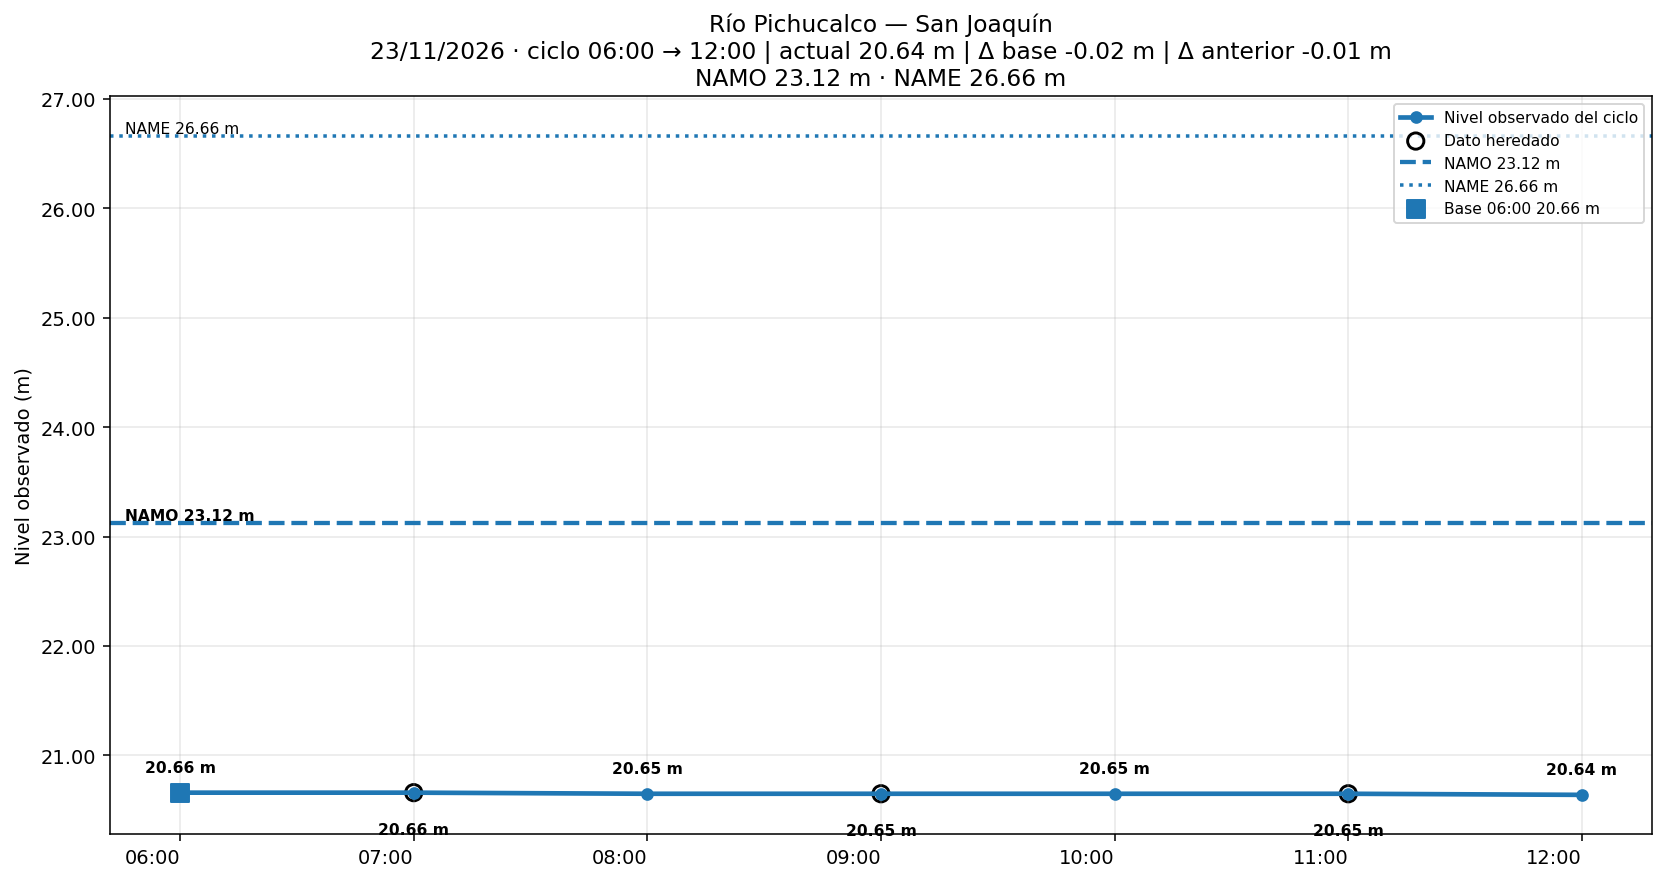 Río Pichucalco — San Joaquín
23/11/2026 · ciclo 06:00 → 12:00 | actual 20.64 m | Δ base -0.02 m | Δ anterior -0.01 m
NAMO 23.12 m · NAME 26.66 m
27.00
NAME 26.66 m
Nivel observado del ciclo
Dato heredado
NAMO 23.12 m
NAME 26.66 m
Base 06:00 20.66 m
26.00
25.00
24.00
NAMO 23.12 m
23.00
22.00
21.00
Nivel observado (m)
20.66 m
20.65 m
20.65 m
20.64 m
20.66 m
20.65 m
20.65 m
06:00
07:00
08:00
09:00
10:00
11:00
12:00